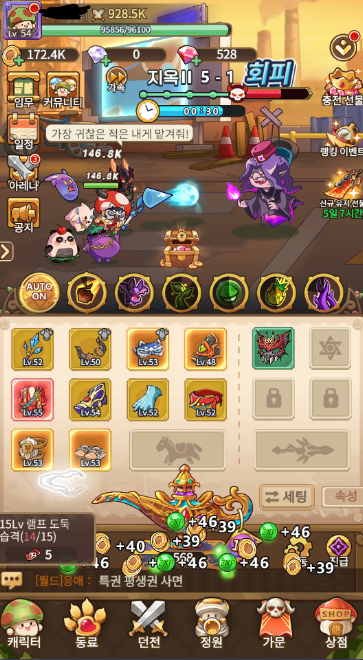 928.5K
Lv.54
95856/96100
172.4K
0
528
임무
커뮤니티
가속
지옥II 5 - 1
회피
충전 선물
00:30
일정
가장 귀찮은 적은 내게 맡겨줘!
랭킹 이벤트
146.8K
아레나
3
146.8K
신규 유저 선물
5일 7시간
공지
AUTO
ON
Lv.52
Lv.50
Lv.53
Lv.48
Lv.55
Lv.54
Lv.52
Lv.52
Lv.53
Lv.53
세팅
속성
15Lv 램프 도둑
습격(14/15)
5
+46
+39
+46
+40
+39
+46
+46
+39
568
진급
[월드]옹애 : 특권 평생권 사면
캐릭터
동료
던전
정원
가문
SHOP
상점